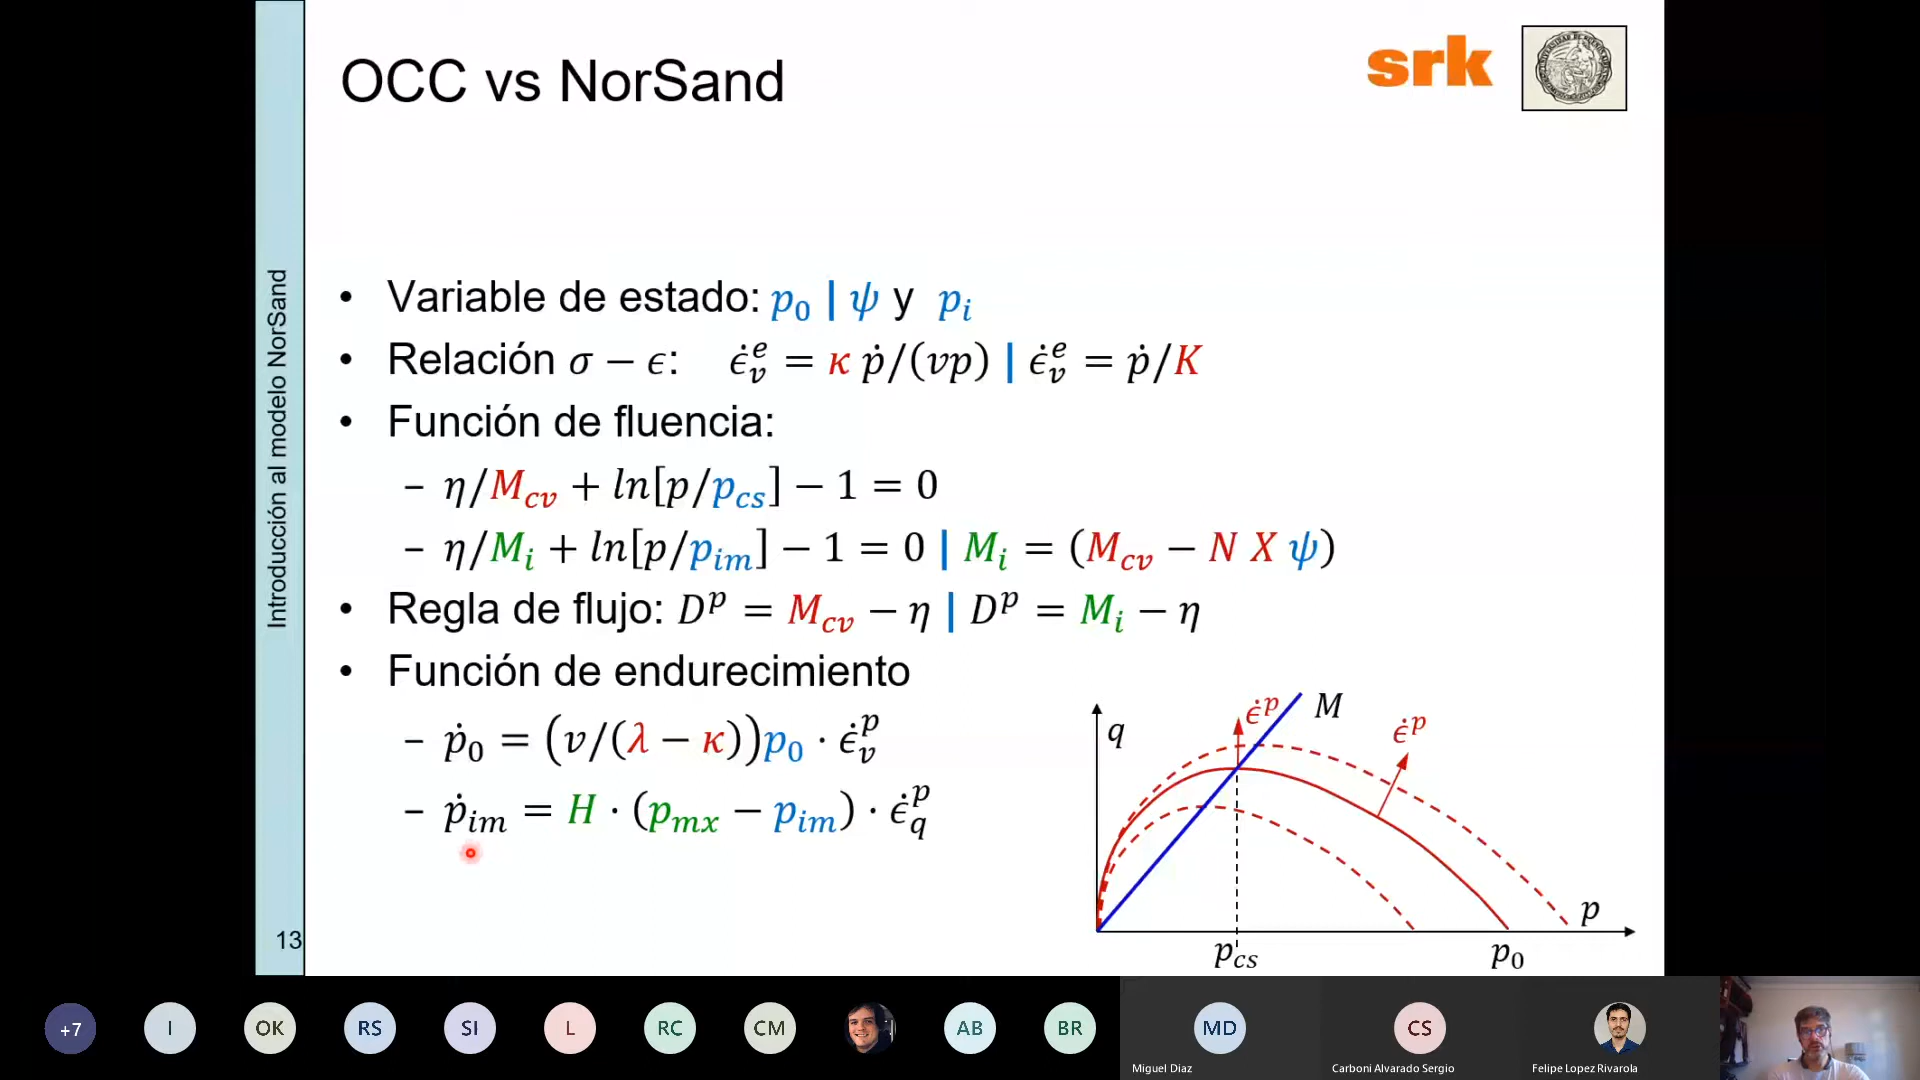 OCC vs NorSand
srk
Introducción al modelo NorSand
• Variable de estado: p₀ | ψ y pᵢ
• Relación σ − ϵ: ϵ̇ᵥᵉ = κ ṗ/(vp) | ϵ̇ᵥᵉ = ṗ/K
• Función de fluencia:
– η/M_cv + ln[p/p_cs] − 1 = 0
– η/M_i + ln[p/p_im] − 1 = 0 | M_i = (M_cv − N X ψ)
• Regla de flujo: Dᵖ = M_cv − η | Dᵖ = M_i − η
• Función de endurecimiento
– ṗ₀ = (v/(λ − κ))p₀ · ϵ̇ᵥᵖ
– ṗ_im = H · (p_mx − p_im) · ϵ̇_qᵖ
q
ϵ̇ᵖ
M
ϵ̇ᵖ
p
p_cs
p₀
13
+7
I
OK
RS
SI
L
RC
CM
AB
BR
MD
CS
Miguel Diaz
Carboni Alvarado Sergio
Felipe Lopez Rivarola